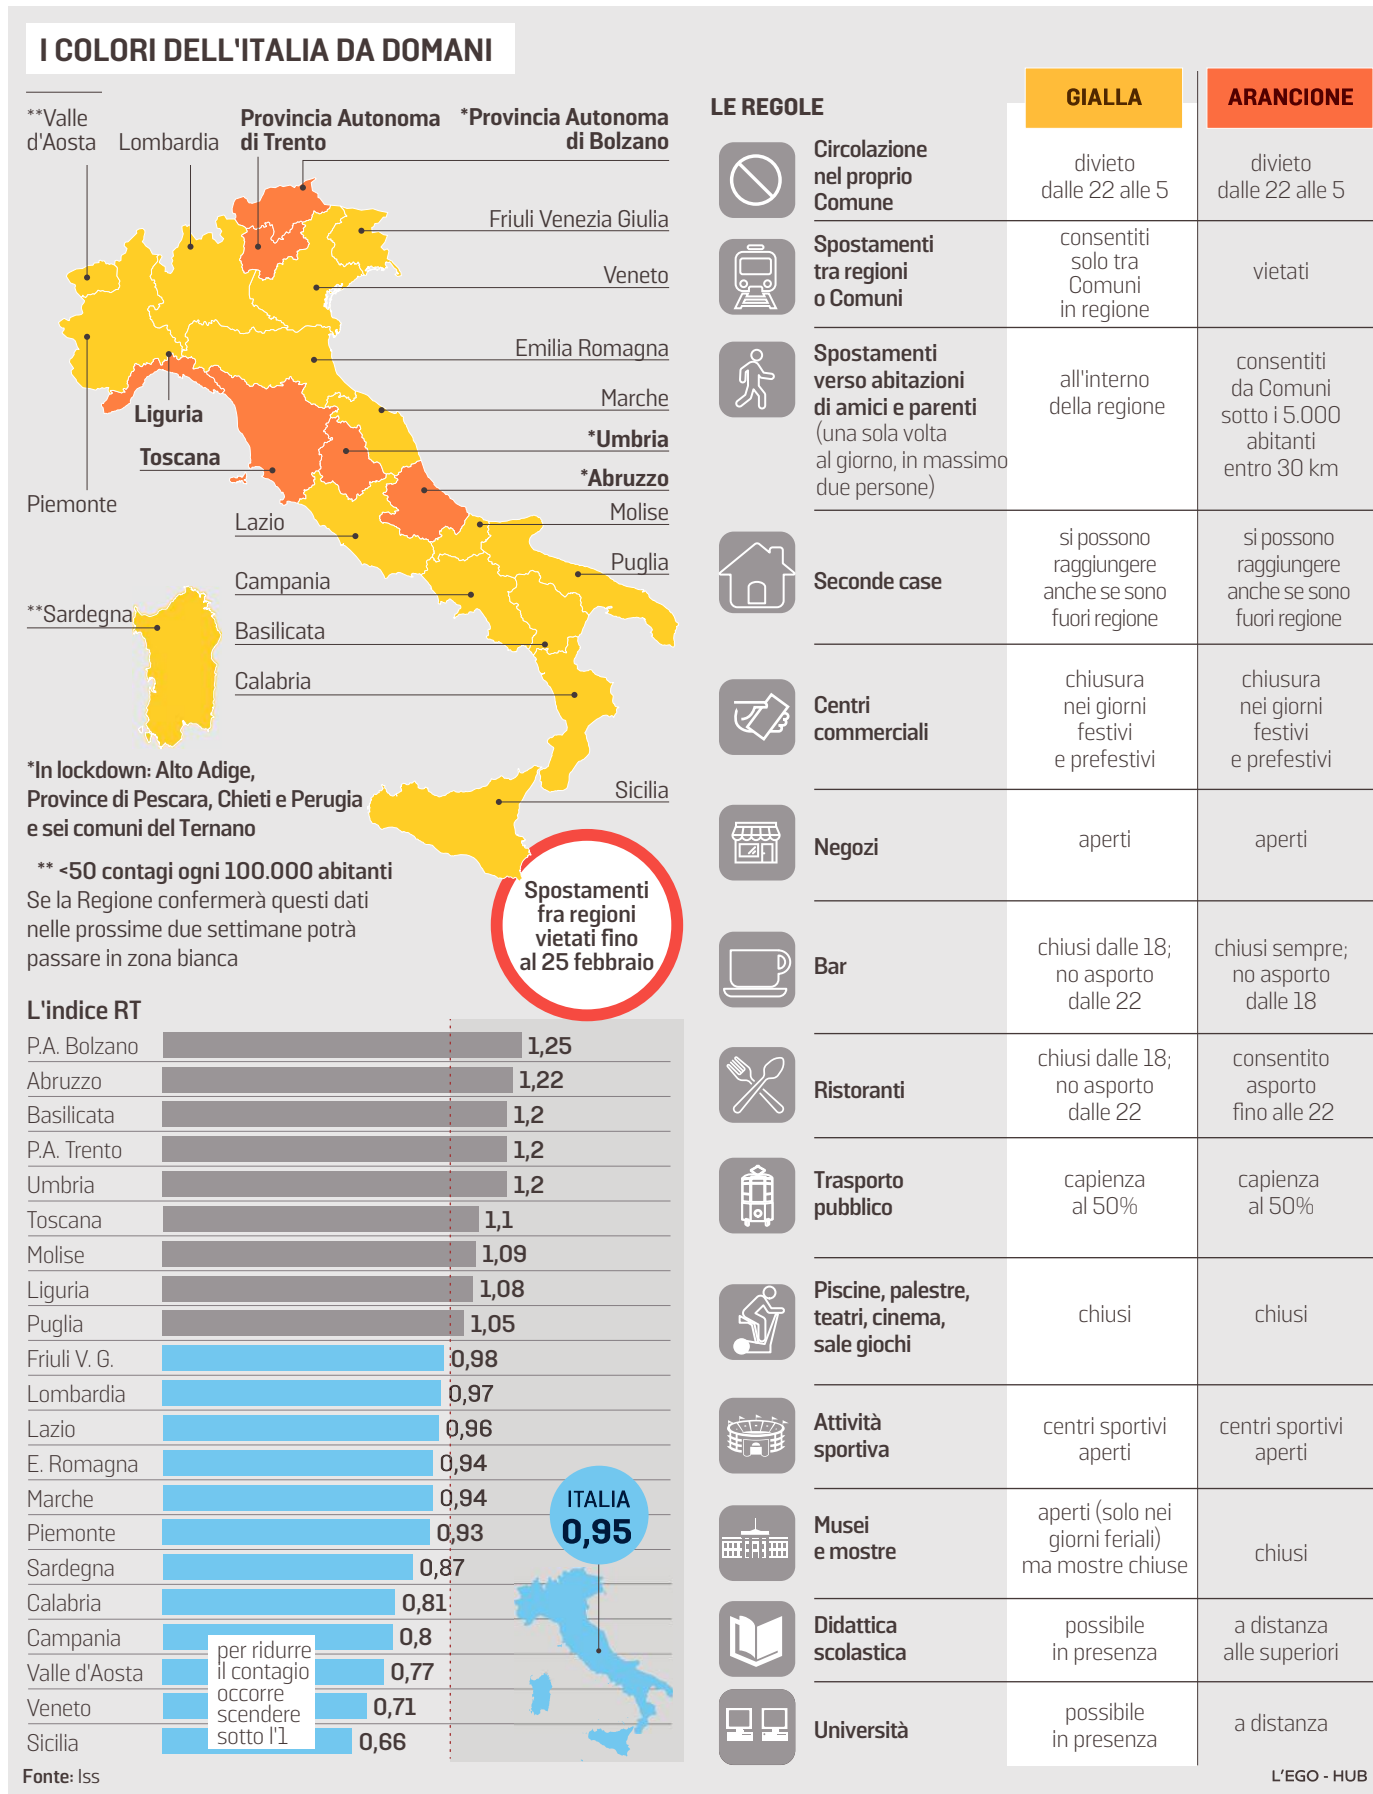 I COLORI DELL'ITALIA DA DOMANI
**Valle
d'Aosta
Lombardia
Provincia Autonoma
di Trento
*Provincia Autonoma
di Bolzano
Friuli Venezia Giulia
Veneto
Emilia Romagna
Marche
Liguria
*Umbria
Toscana
*Abruzzo
Piemonte
Molise
Lazio
Puglia
Campania
**Sardegna
Basilicata
Calabria
Sicilia
*In lockdown: Alto Adige,
Province di Pescara, Chieti e Perugia
e sei comuni del Ternano
** <50 contagi ogni 100.000 abitanti
Se la Regione confermerà questi dati
nelle prossime due settimane potrà
passare in zona bianca
Spostamenti
fra regioni
vietati fino
al 25 febbraio
L'indice RT
P.A. Bolzano 1,25
Abruzzo 1,22
Basilicata 1,2
P.A. Trento 1,2
Umbria 1,2
Toscana 1,1
Molise 1,09
Liguria 1,08
Puglia 1,05
Friuli V. G. 0,98
Lombardia 0,97
Lazio 0,96
E. Romagna 0,94
Marche 0,94
Piemonte 0,93
Sardegna 0,87
Calabria 0,81
Campania 0,8
Valle d'Aosta 0,77
Veneto 0,71
Sicilia 0,66
per ridurre
il contagio
occorre
scendere
sotto l'1
ITALIA
0,95
Fonte: Iss
LE REGOLE
GIALLA
ARANCIONE
Circolazione
nel proprio
Comune
divieto
dalle 22 alle 5
divieto
dalle 22 alle 5
Spostamenti
tra regioni
o Comuni
consentiti
solo tra
Comuni
in regione
vietati
Spostamenti
verso abitazioni
di amici e parenti
(una sola volta
al giorno, in massimo
due persone)
all'interno
della regione
consentiti
da Comuni
sotto i 5.000
abitanti
entro 30 km
Seconde case
si possono
raggiungere
anche se sono
fuori regione
si possono
raggiungere
anche se sono
fuori regione
Centri
commerciali
chiusura
nei giorni
festivi
e prefestivi
chiusura
nei giorni
festivi
e prefestivi
Negozi
aperti
aperti
Bar
chiusi dalle 18;
no asporto
dalle 22
chiusi sempre;
no asporto
dalle 18
Ristoranti
chiusi dalle 18;
no asporto
dalle 22
consentito
asporto
fino alle 22
Trasporto
pubblico
capienza
al 50%
capienza
al 50%
Piscine, palestre,
teatri, cinema,
sale giochi
chiusi
chiusi
Attività
sportiva
centri sportivi
aperti
centri sportivi
aperti
Musei
e mostre
aperti (solo nei
giorni feriali)
ma mostre chiuse
chiusi
Didattica
scolastica
possibile
in presenza
a distanza
alle superiori
Università
possibile
in presenza
a distanza
L'EGO - HUB